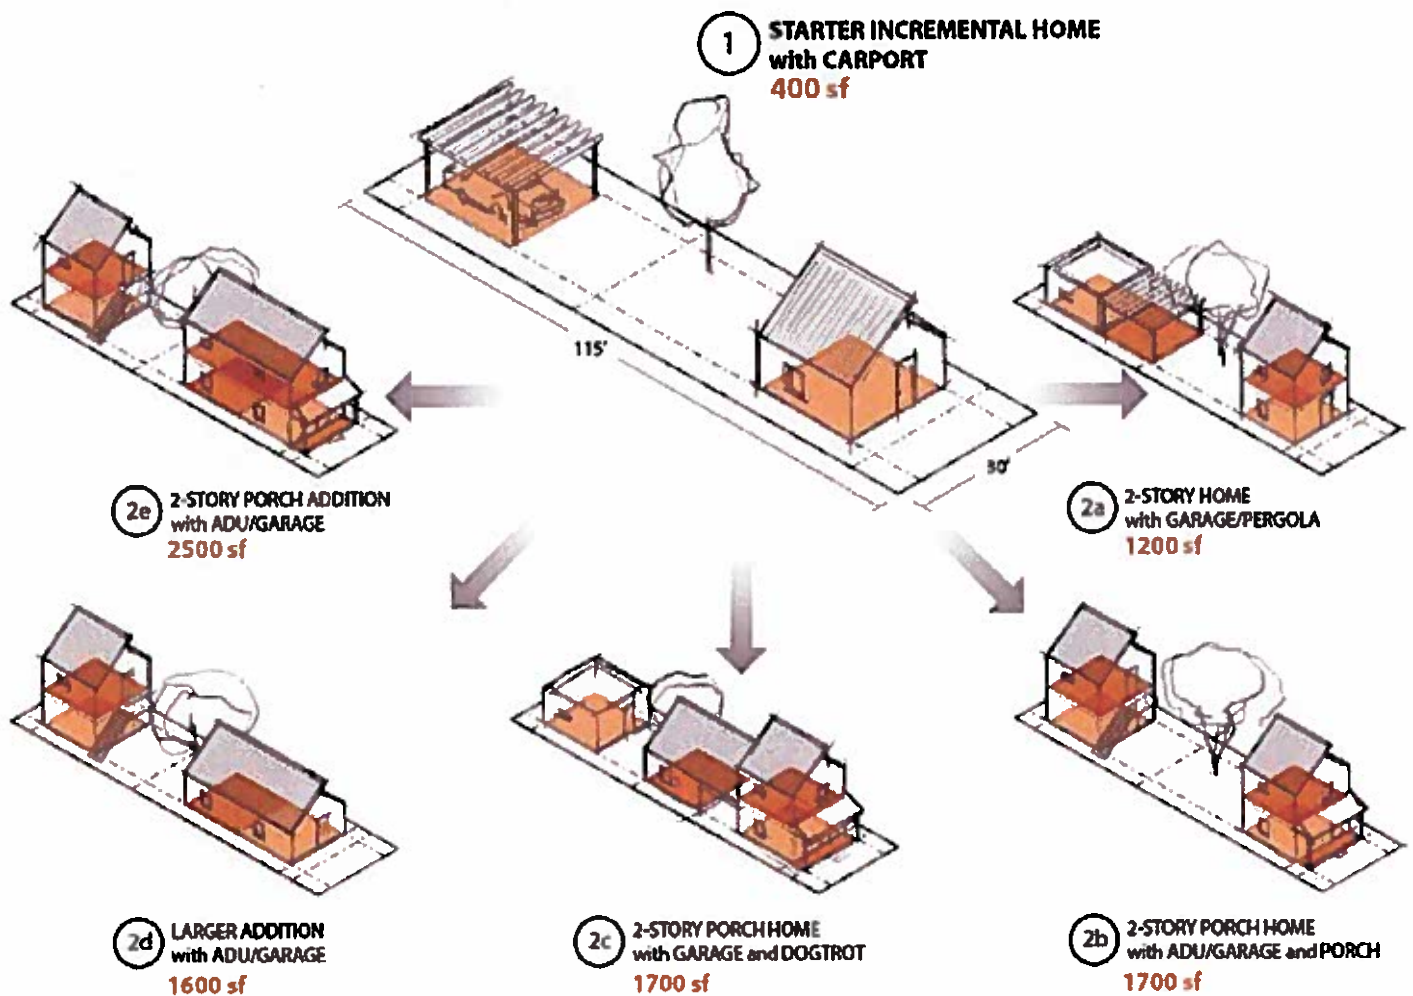 1
STARTER INCREMENTAL HOME
with CARPORT
400 sf
115'
30'
2e
2-STORY PORCH ADDITION
with ADU/GARAGE
2500 sf
2a
2-STORY HOME
with GARAGE/PERGOLA
1200 sf
2d
LARGER ADDITION
with ADU/GARAGE
1600 sf
2c
2-STORY PORCH HOME
with GARAGE and DOGTROT
1700 sf
2b
2-STORY PORCH HOME
with ADU/GARAGE and PORCH
1700 sf